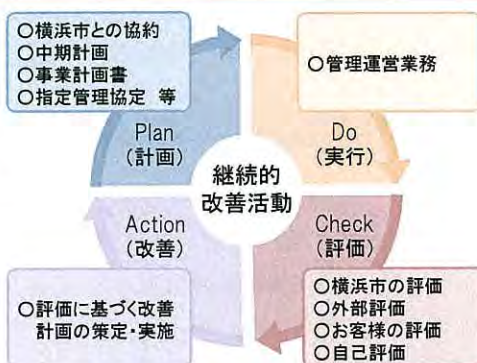 ○横浜市との協約
○中期計画
○事業計画書
○指定管理協定 等
○管理運営業務
Plan
(計画)
Do
(実行)
継続的
改善活動
Action
(改善)
Check
(評価)
○評価に基づく改善
計画の策定・実施
○横浜市の評価
○外部評価
○お客様の評価
○自己評価